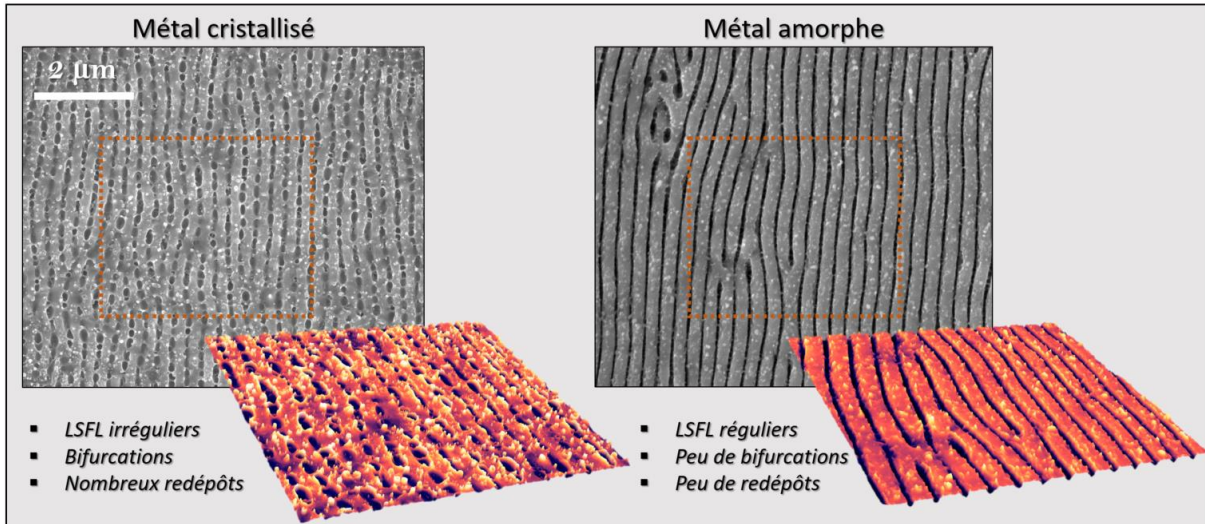 Métal cristallisé
Métal amorphe
2 μm
▪ LSFL irréguliers
▪ Bifurcations
▪ Nombreux redépôts
▪ LSFL réguliers
▪ Peu de bifurcations
▪ Peu de redépôts